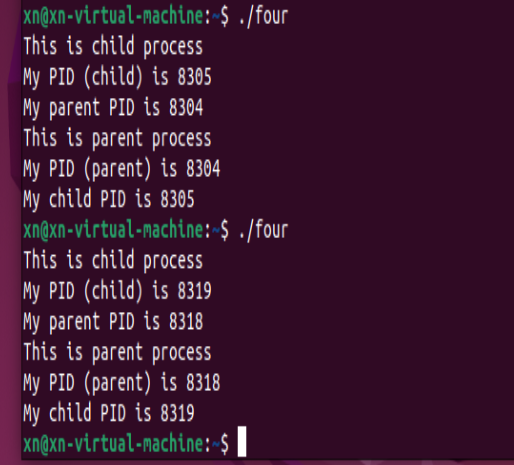 xn@xn-virtual-machine:~$ ./four
This is child process
My PID (child) is 8305
My parent PID is 8304
This is parent process
My PID (parent) is 8304
My child PID is 8305
xn@xn-virtual-machine:~$ ./four
This is child process
My PID (child) is 8319
My parent PID is 8318
This is parent process
My PID (parent) is 8318
My child PID is 8319
xn@xn-virtual-machine:~$